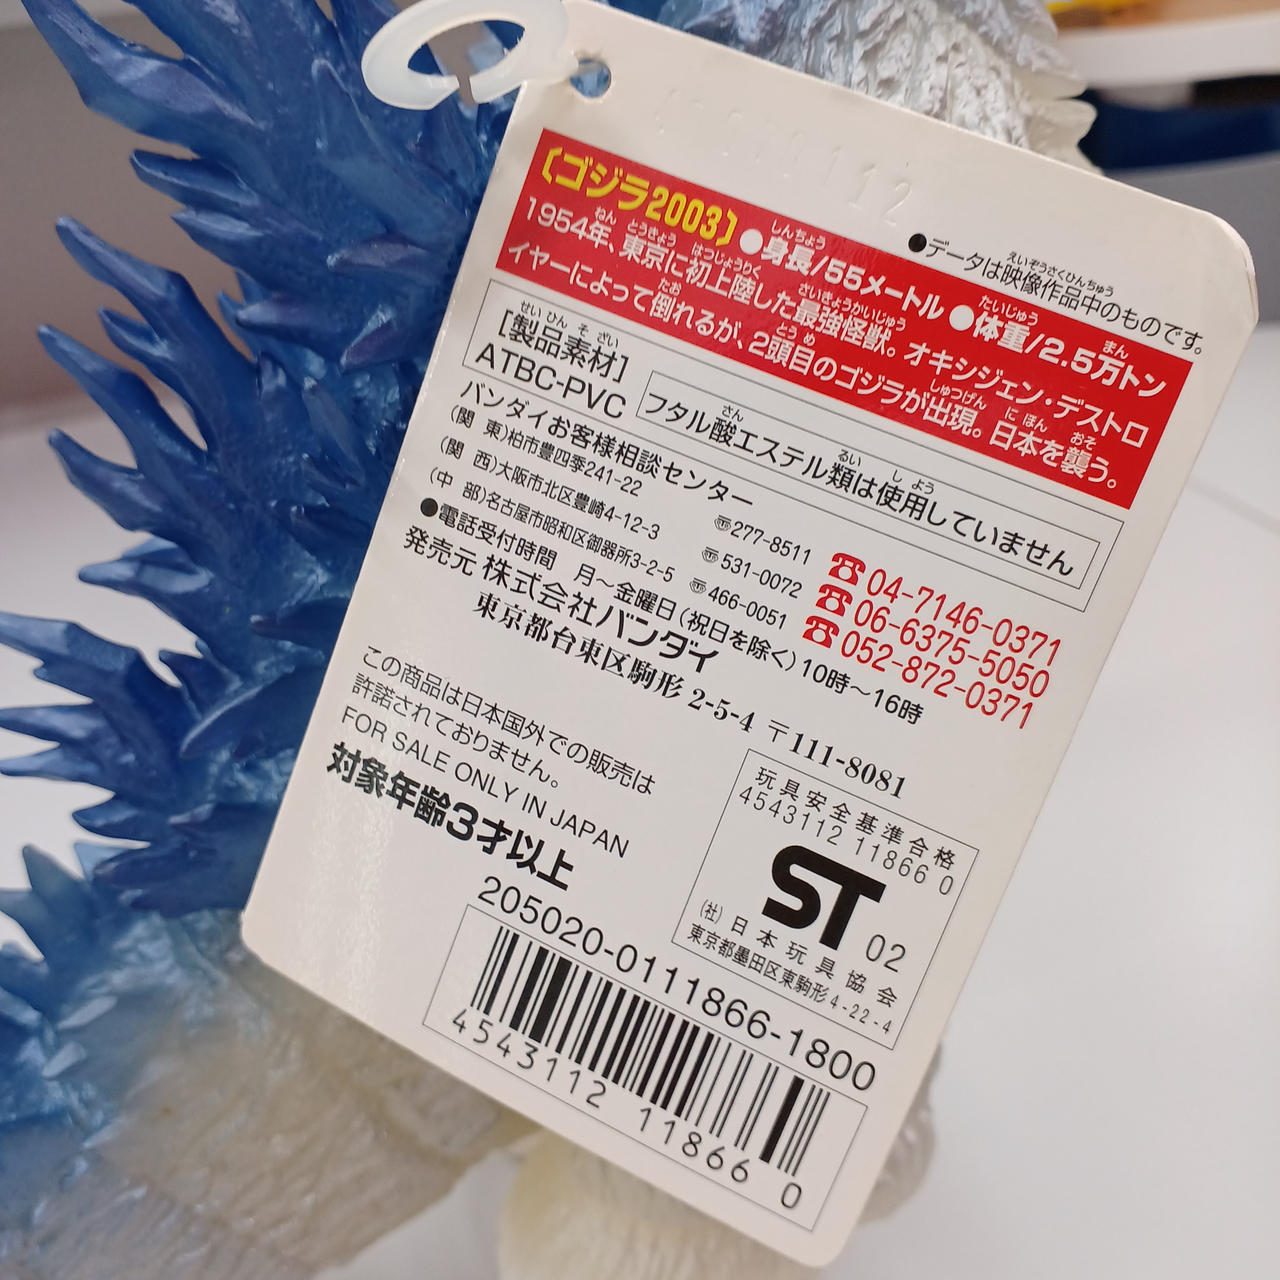 ●データは映像作品中のものです。
〔ゴジラ2003〕●身長/55メートル ●体重/2.5万トン
1954年、東京に初上陸した最強怪獣。オキシジェン・デストロ
イヤーによって倒れるが、2頭目のゴジラが出現。日本を襲う。
[製品素材]
ATBC-PVC
フタル酸エステル類は使用していません
バンダイお客様相談センター
(関 東)柏市豊四季241-22 〠277-8511 ☎04-7146-0371
(関 西)大阪市北区豊崎4-12-3 〠531-0072 ☎06-6375-5050
(中 部)名古屋市昭和区御器所3-2-5 〠466-0051 ☎052-872-0371
●電話受付時間 月〜金曜日(祝日を除く)10時〜16時
発売元 株式会社バンダイ
東京都台東区駒形 2-5-4 〒111-8081
この商品は日本国外での販売は
許諾されておりません。
FOR SALE ONLY IN JAPAN
対象年齢3才以上
玩具安全基準合格
4543112 11866 0
ST 02
(社)日本玩具協会
東京都墨田区東駒形4-22-4
205020-0111866-1800
4543112 118660